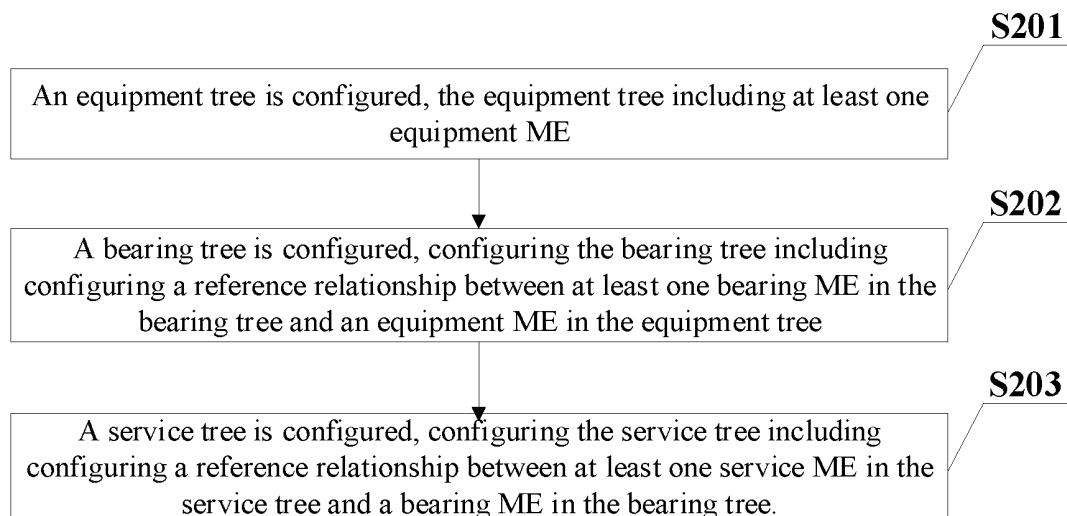 S201
An equipment tree is configured, the equipment tree including at least one
equipment ME
S202
A bearing tree is configured, configuring the bearing tree including
configuring a reference relationship between at least one bearing ME in the
bearing tree and an equipment ME in the equipment tree
S203
A service tree is configured, configuring the service tree including
configuring a reference relationship between at least one service ME in the
service tree and a bearing ME in the bearing tree.